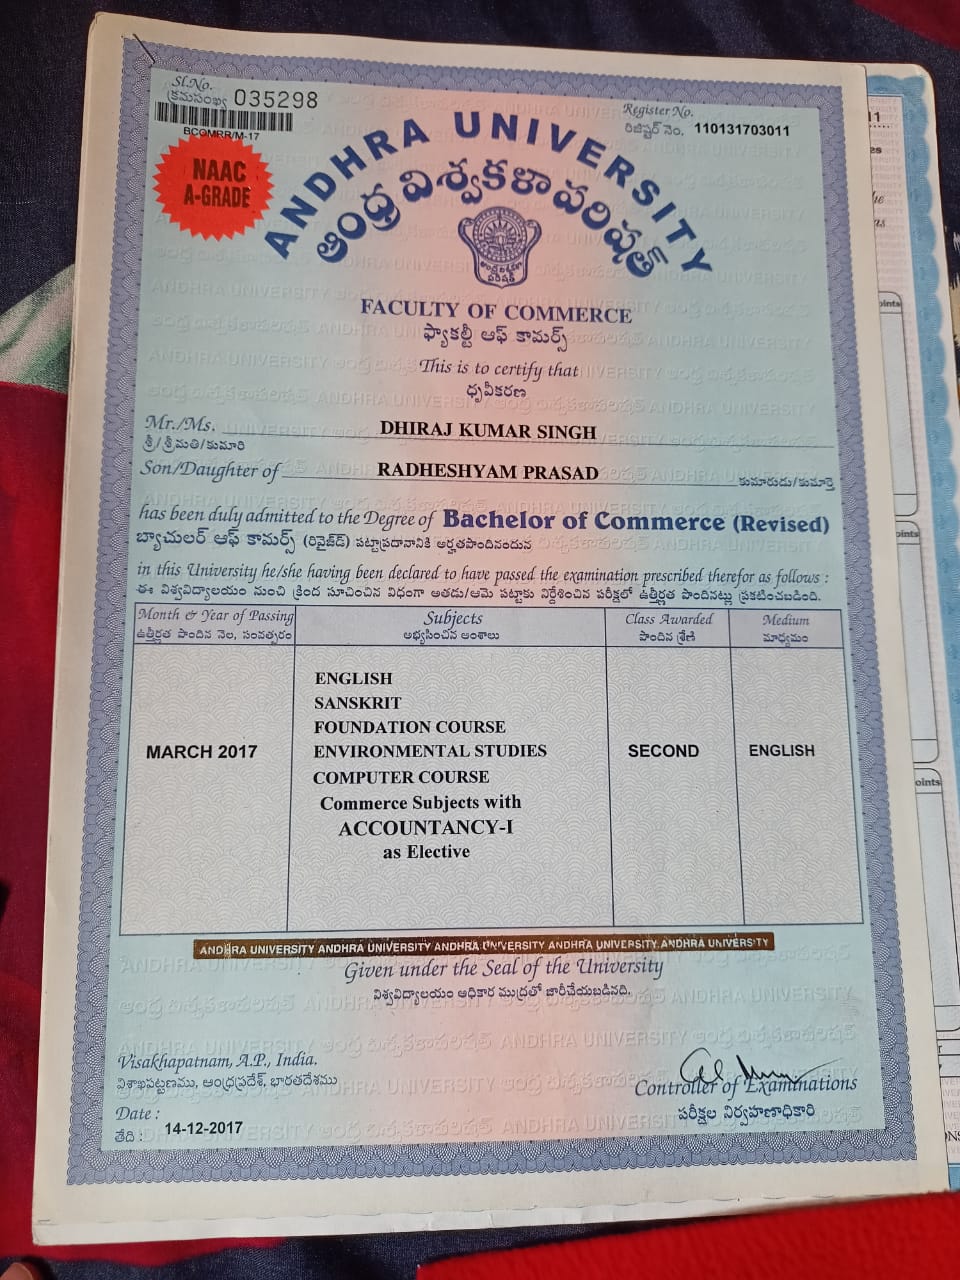 Sl.No.
క్రమసంఖ్య 035298
BCOMRR/M-17
Register No.
రిజిష్టర్ నెం. 110131703011
NAAC
A-GRADE
ANDHRA UNIVERSITY
ఆంధ్ర విశ్వకళా పరిషత్
FACULTY OF COMMERCE
ఫ్యాకల్టీ ఆఫ్ కామర్స్
This is to certify that
ధృవీకరణ
Mr./Ms. DHIRAJ KUMAR SINGH
శ్రీ/శ్రీమతి/కుమారి
Son/Daughter of RADHESHYAM PRASAD
కుమారుడు/కుమార్తె
has been duly admitted to the Degree of Bachelor of Commerce (Revised)
బ్యాచులర్ ఆఫ్ కామర్స్ (రివైజ్‌డ్) పట్టాప్రదానానికి అర్హతపొందినందున
in this University he/she having been declared to have passed the examination prescribed therefor as follows :
ఈ విశ్వవిద్యాలయం నుంచి క్రింద సూచించిన విధంగా అతడు/ఆమె పట్టాకు నిర్దేశించిన పరీక్షలో ఉత్తీర్ణత పొందినట్లు ప్రకటించబడింది.
Month & Year of Passing Subjects Class Awarded Medium
ఉత్తీర్ణత పొందిన నెల, సంవత్సరం అభ్యసించిన అంశాలు పొందిన శ్రేణి మాధ్యమం
ENGLISH
SANSKRIT
FOUNDATION COURSE
MARCH 2017 ENVIRONMENTAL STUDIES SECOND ENGLISH
COMPUTER COURSE
Commerce Subjects with
ACCOUNTANCY-I
as Elective
ANDHRA UNIVERSITY ANDHRA UNIVERSITY ANDHRA UNIVERSITY ANDHRA UNIVERSITY ANDHRA UNIVERSITY
Given under the Seal of the University
విశ్వవిద్యాలయం అధికార ముద్రతో జారీచేయబడినది.
Visakhapatnam, A.P., India.
విశాఖపట్టణము, ఆంధ్రప్రదేశ్, భారతదేశము
Controller of Examinations
పరీక్షల నిర్వహణాధికారి
Date :
తేది : 14-12-2017